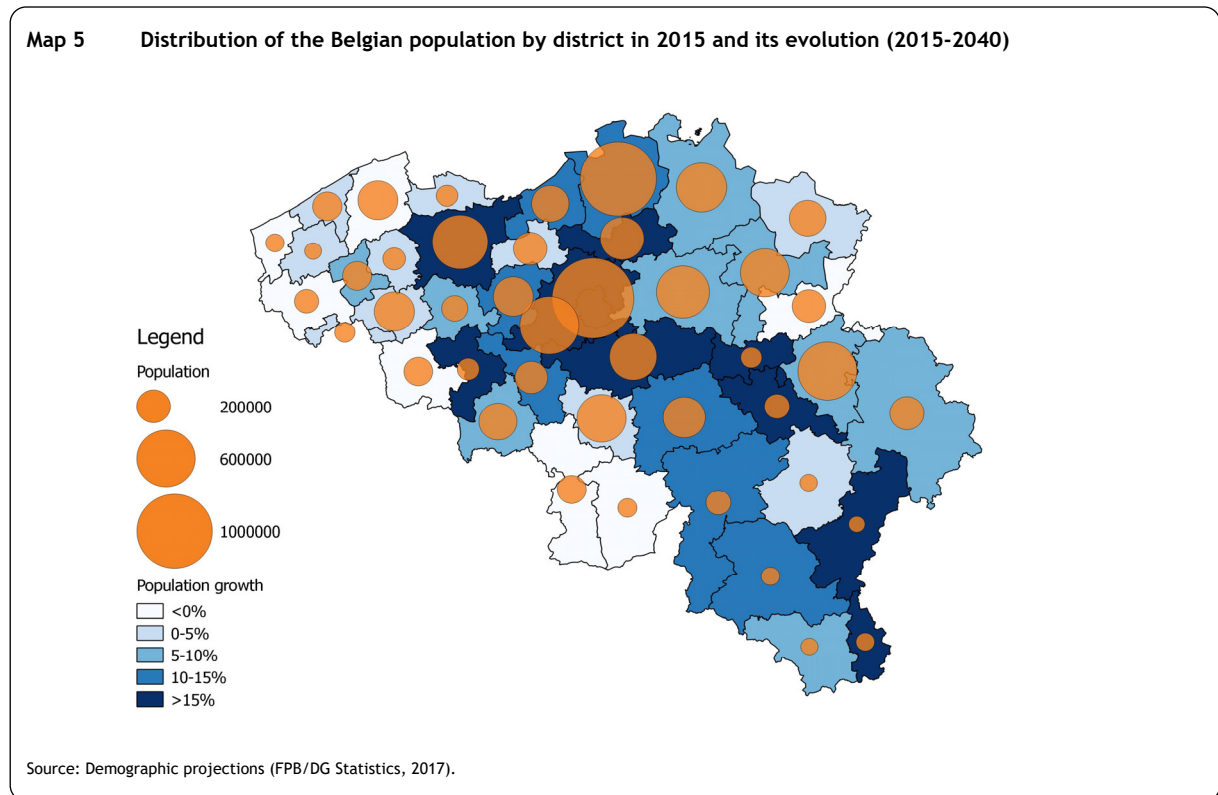 Map 5 Distribution of the Belgian population by district in 2015 and its evolution (2015-2040)
Legend
Population
200000
600000
1000000
Population growth
<0%
0-5%
5-10%
10-15%
>15%
Source: Demographic projections (FPB/DG Statistics, 2017).